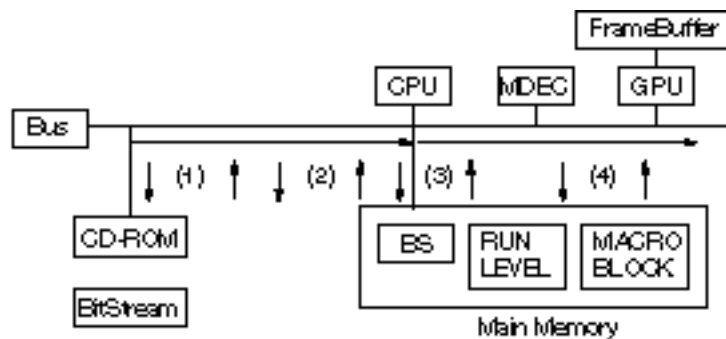 FrameBuffer
CPU
MDEC
GPU
Bus
(1)
(2)
(3)
(4)
CD-ROM
BS
RUN
LEVEL
MACRO
BLOCK
BitStream
Main Memory